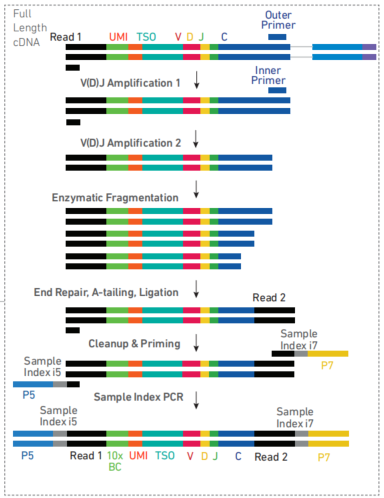 Full
Length
cDNA
Outer
Primer
Read 1 UMI TSO V D J C
V(D)J Amplification 1
Inner
Primer
V(D)J Amplification 2
Enzymatic Fragmentation
End Repair, A-tailing, Ligation
Read 2
Cleanup & Priming
Sample
Index i7
P7
Sample
Index i5
P5
Sample Index PCR
Sample
Index i5
Sample
Index i7
P5 Read 1 10x
BC UMI TSO V D J C Read 2 P7